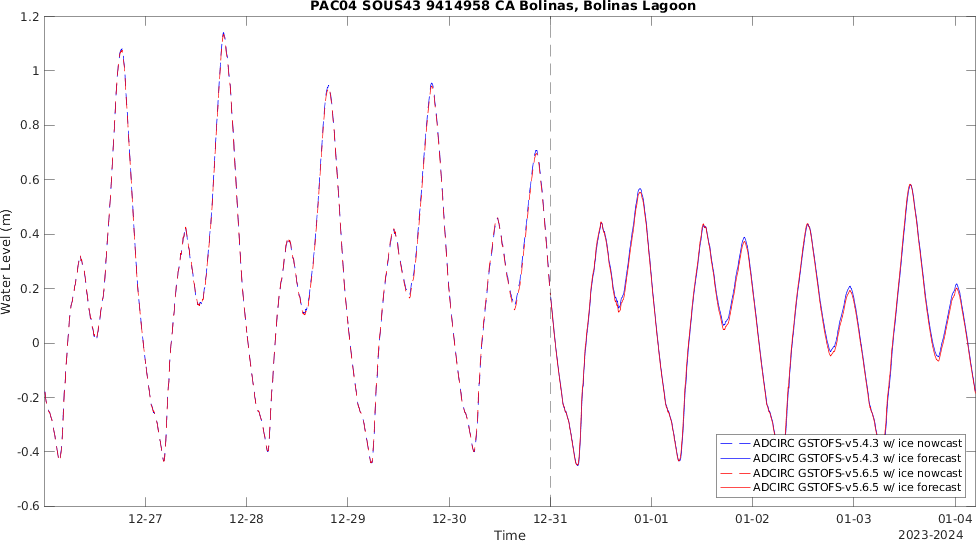 PAC04 SOUS43 9414958 CA Bolinas, Bolinas Lagoon
1.2
1
0.8
0.6
0.4
0.2
0
-0.2
-0.4
-0.6
Water Level (m)
12-27 12-28 12-29 12-30 12-31 01-01 01-02 01-03 01-04
Time
2023-2024
ADCIRC GSTOFS-v5.4.3 w/ ice nowcast
ADCIRC GSTOFS-v5.4.3 w/ ice forecast
ADCIRC GSTOFS-v5.6.5 w/ ice nowcast
ADCIRC GSTOFS-v5.6.5 w/ ice forecast